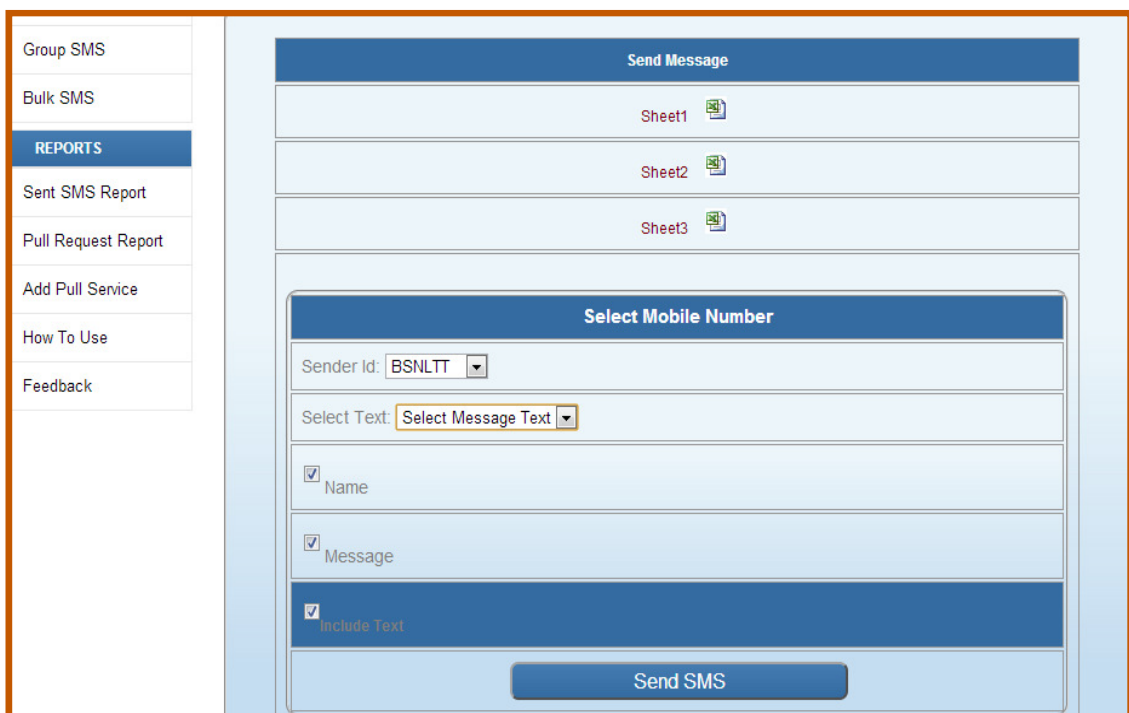 Group SMS
Bulk SMS
REPORTS
Sent SMS Report
Pull Request Report
Add Pull Service
How To Use
Feedback
Send Message
Sheet1
Sheet2
Sheet3
Select Mobile Number
Sender Id: BSNLTT
Select Text: Select Message Text
Name
Message
Include Text
Send SMS